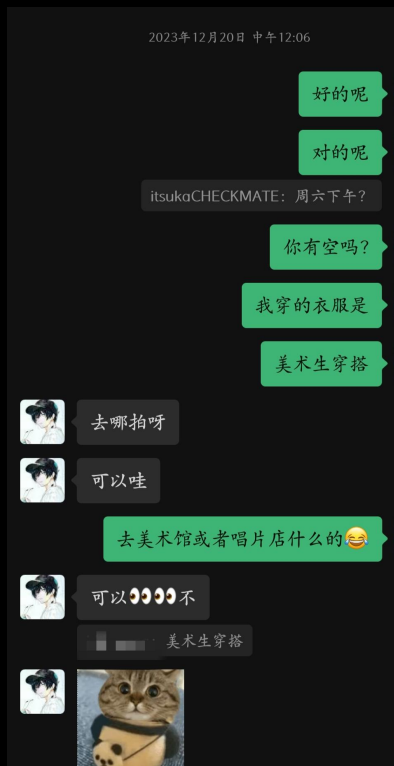 2023年12月20日 中午12:06
好的呢
对的呢
itsukaCHECKMATE：周六下午？
你有空吗？
我穿的衣服是
美术生穿搭
去哪拍呀
可以哇
去美术馆或者唱片店什么的😂
可以👀👀不
美术生穿搭